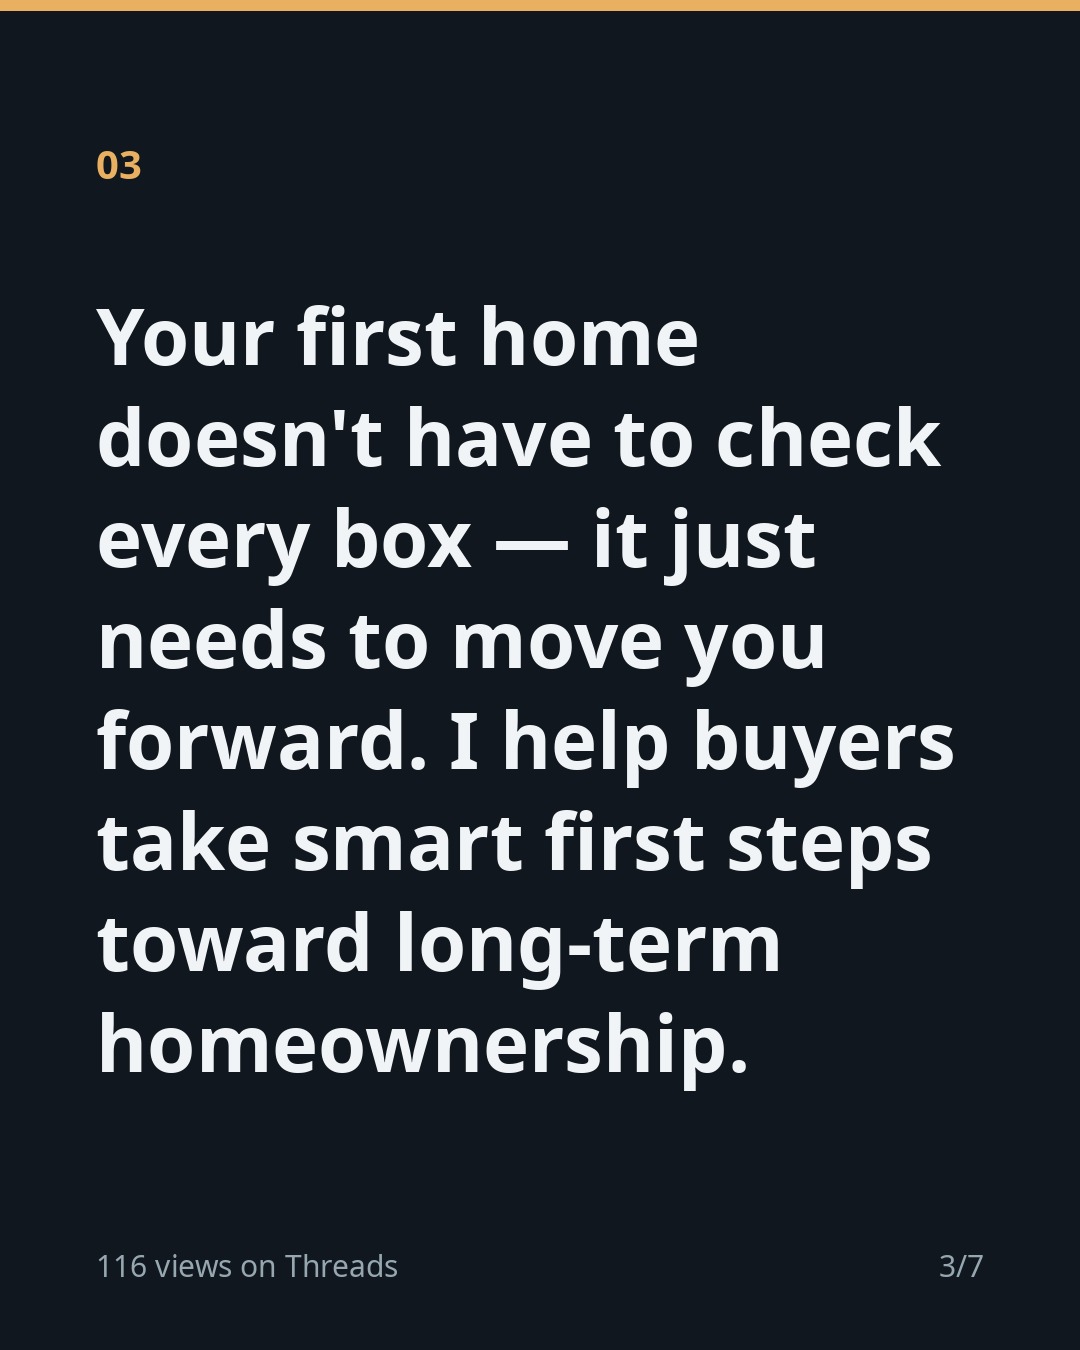 03
Your first home
doesn't have to check
every box — it just
needs to move you
forward. I help buyers
take smart first steps
toward long-term
homeownership.
116 views on Threads
3/7